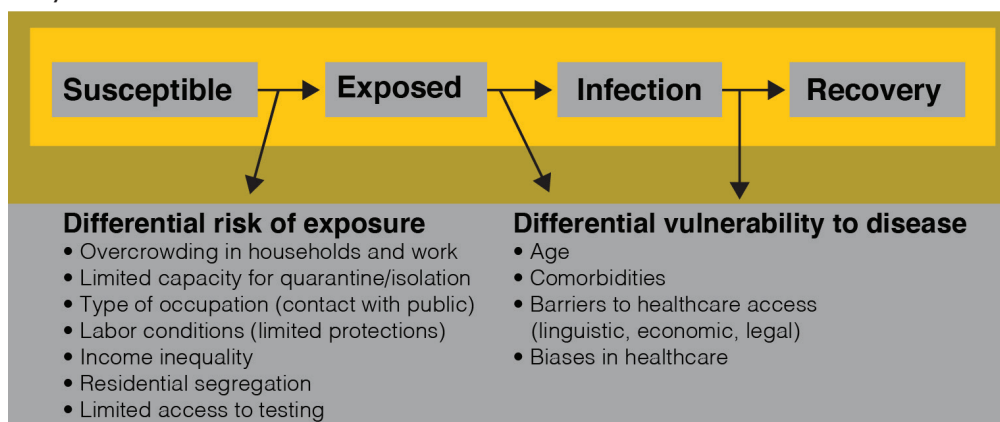 Susceptible
Exposed
Infection
Recovery
Differential risk of exposure
• Overcrowding in households and work
• Limited capacity for quarantine/isolation
• Type of occupation (contact with public)
• Labor conditions (limited protections)
• Income inequality
• Residential segregation
• Limited access to testing
Differential vulnerability to disease
• Age
• Comorbidities
• Barriers to healthcare access
(linguistic, economic, legal)
• Biases in healthcare